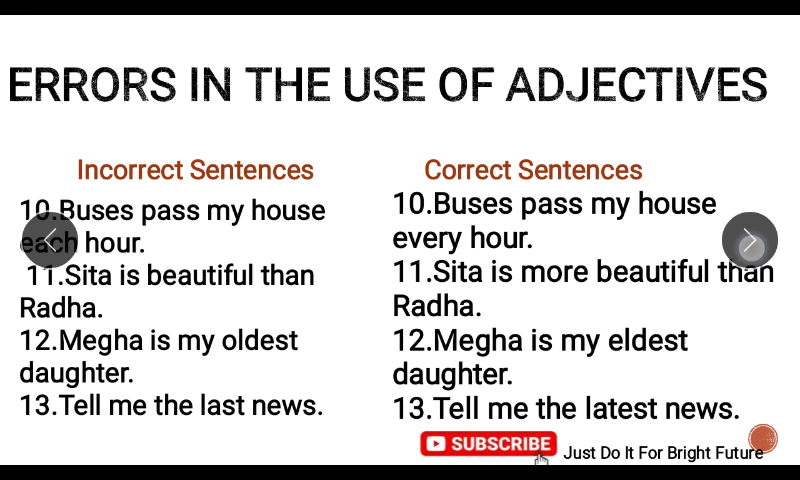 ERRORS IN THE USE OF ADJECTIVES
Incorrect Sentences
10.Buses pass my house
each hour.
11.Sita is beautiful than
Radha.
12.Megha is my oldest
daughter.
13.Tell me the last news.
Correct Sentences
10.Buses pass my house
every hour.
11.Sita is more beautiful than
Radha.
12.Megha is my eldest
daughter.
13.Tell me the latest news.
SUBSCRIBE
Just Do It For Bright Future